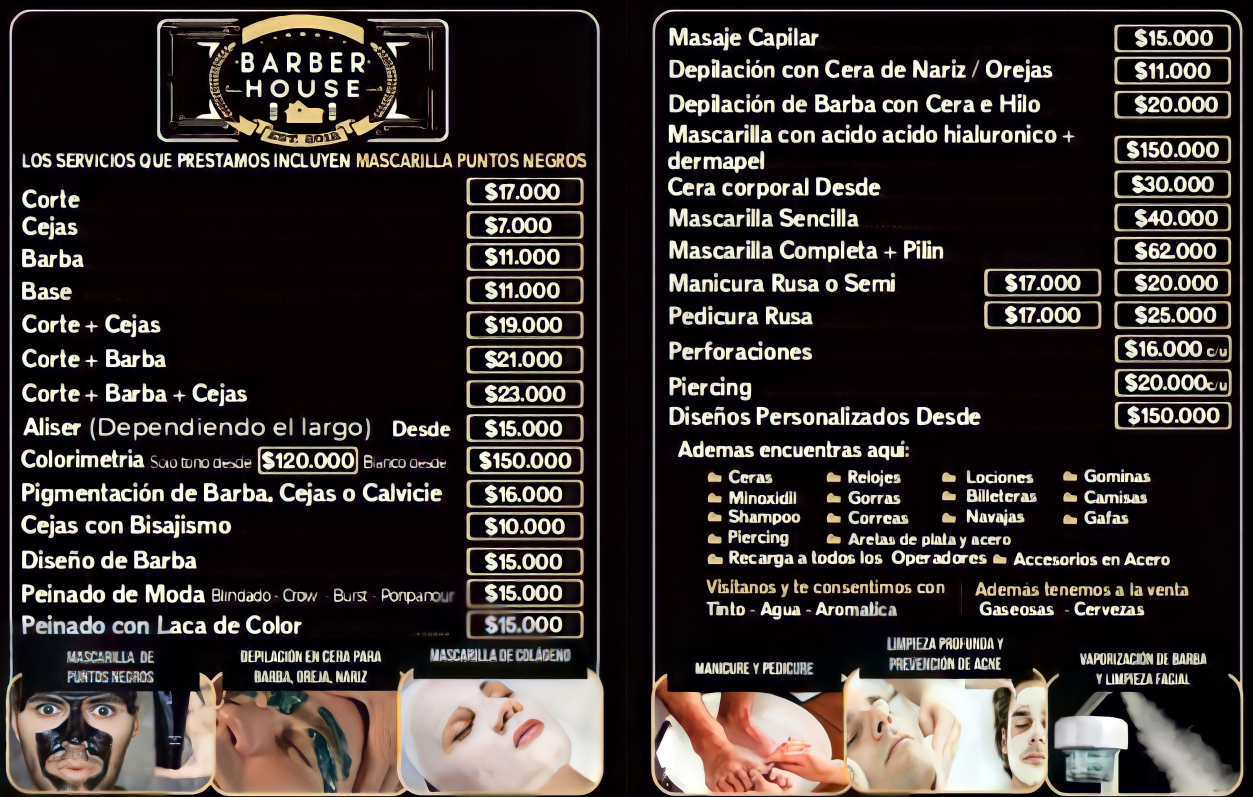 BARBER
HOUSE
EST. 2018
LOS SERVICIOS QUE PRESTAMOS INCLUYEN MASCARILLA PUNTOS NEGROS
Corte $17.000
Cejas $7.000
Barba $11.000
Base $11.000
Corte + Cejas $19.000
Corte + Barba $21.000
Corte + Barba + Cejas $23.000
Aliser (Dependiendo el largo) Desde $15.000
Colorimetria Solo tono desde $120.000 Blanco desde $150.000
Pigmentación de Barba. Cejas o Calvicie $16.000
Cejas con Bisajismo $10.000
Diseño de Barba $15.000
Peinado de Moda Blindado - Crow - Burst - Ponpanour $15.000
Peinado con Laca de Color $15.000
MASCARILLA DE
PUNTOS NEGROS
DEPILACIÓN EN CERA PARA
BARBA, OREJA, NARIZ
MASCARILLA DE COLÁGENO
Masaje Capilar $15.000
Depilación con Cera de Nariz / Orejas $11.000
Depilación de Barba con Cera e Hilo $20.000
Mascarilla con acido acido hialuronico +
dermapel $150.000
Cera corporal Desde $30.000
Mascarilla Sencilla $40.000
Mascarilla Completa + Pilin $62.000
Manicura Rusa o Semi $17.000 $20.000
Pedicura Rusa $17.000 $25.000
Perforaciones $16.000 c/u
Piercing $20.000 c/u
Diseños Personalizados Desde $150.000
Ademas encuentras aquí:
Ceras Relojes Lociones Gominas
Minoxidil Gorras Billeteras Camisas
Shampoo Correas Navajas Gafas
Piercing Aretas de plata y acero
Recarga a todos los Operadores Accesorios en Acero
Visítanos y te consentimos con
Tinto - Agua - Aromatica
Además tenemos a la venta
Gaseosas - Cervezas
MANICURE Y PEDICURE
LIMPIEZA PROFUNDA Y
PREVENCIÓN DE ACNE
VAPORIZACIÓN DE BARBA
Y LIMPIEZA FACIAL